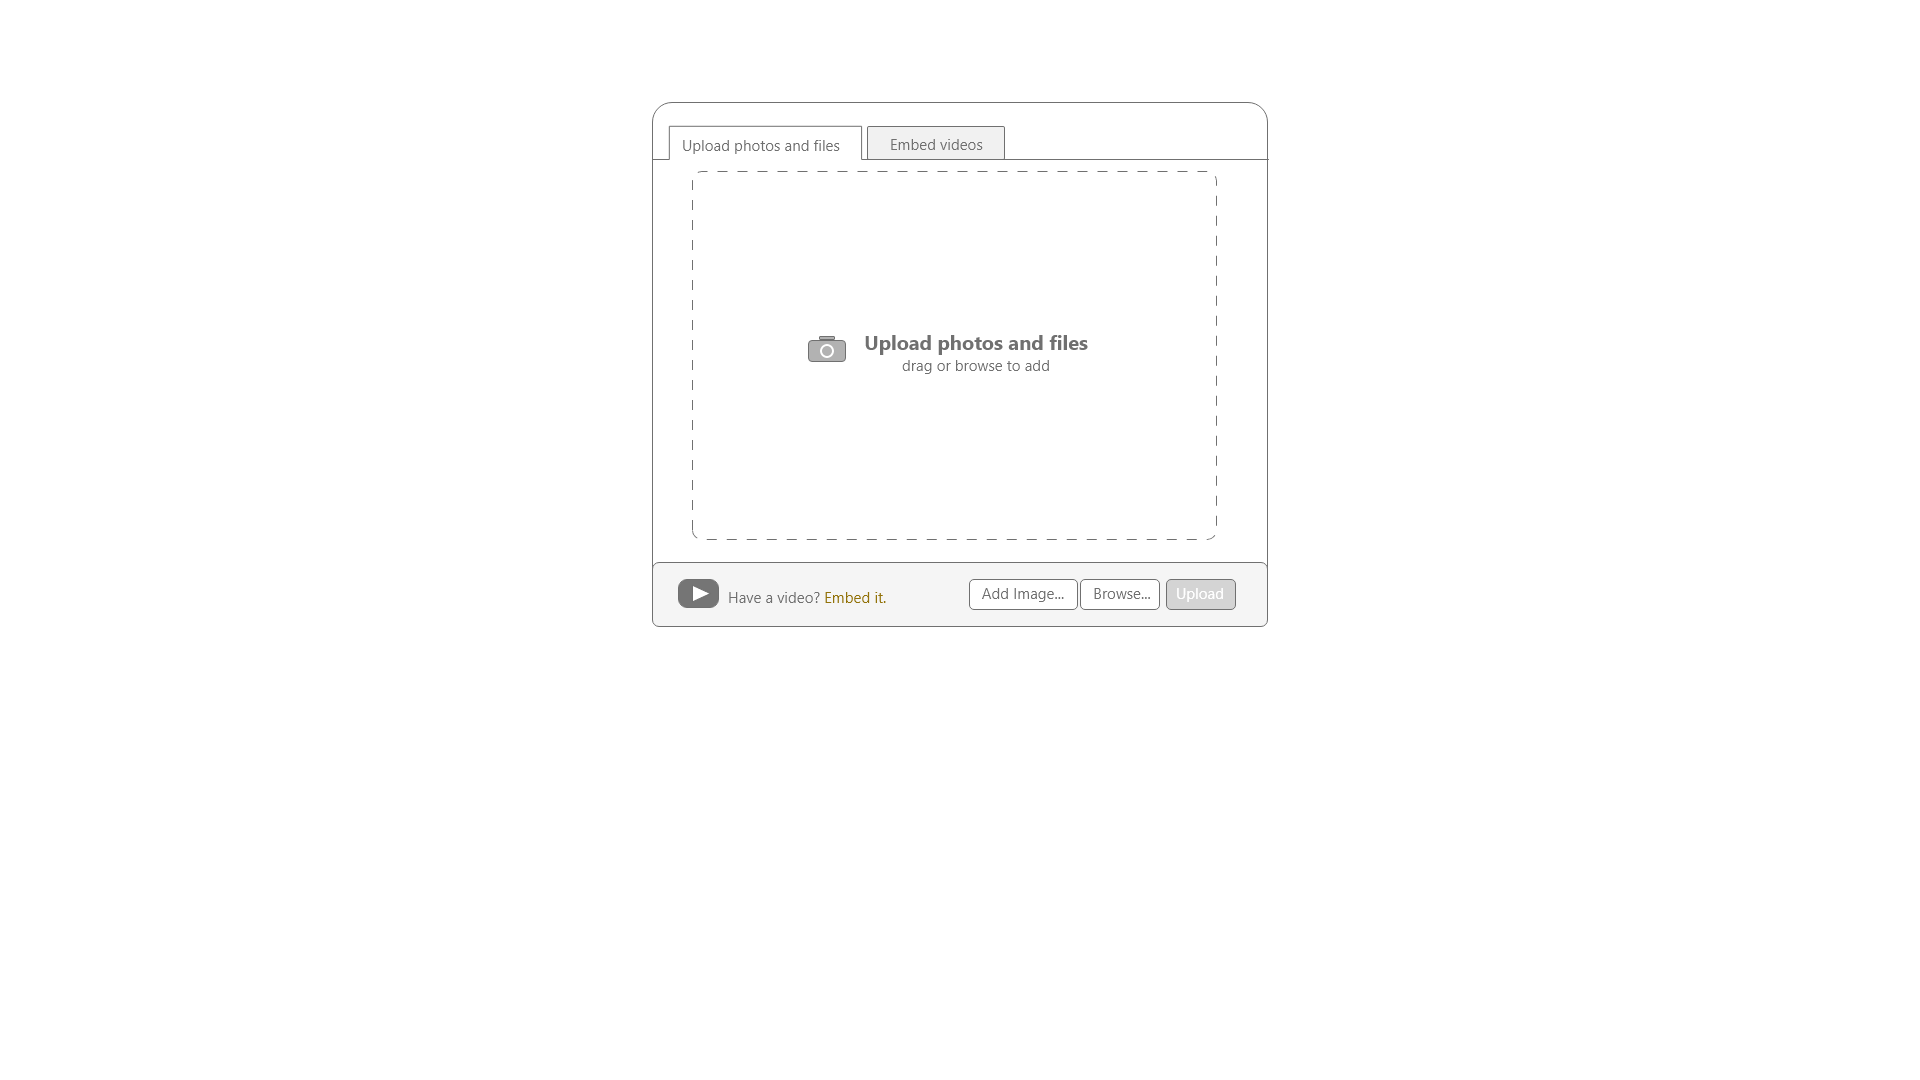 Upload photos and files
Embed videos
Upload photos and files
drag or browse to add
Have a video? Embed it.
Add Image...
Browse...
Upload